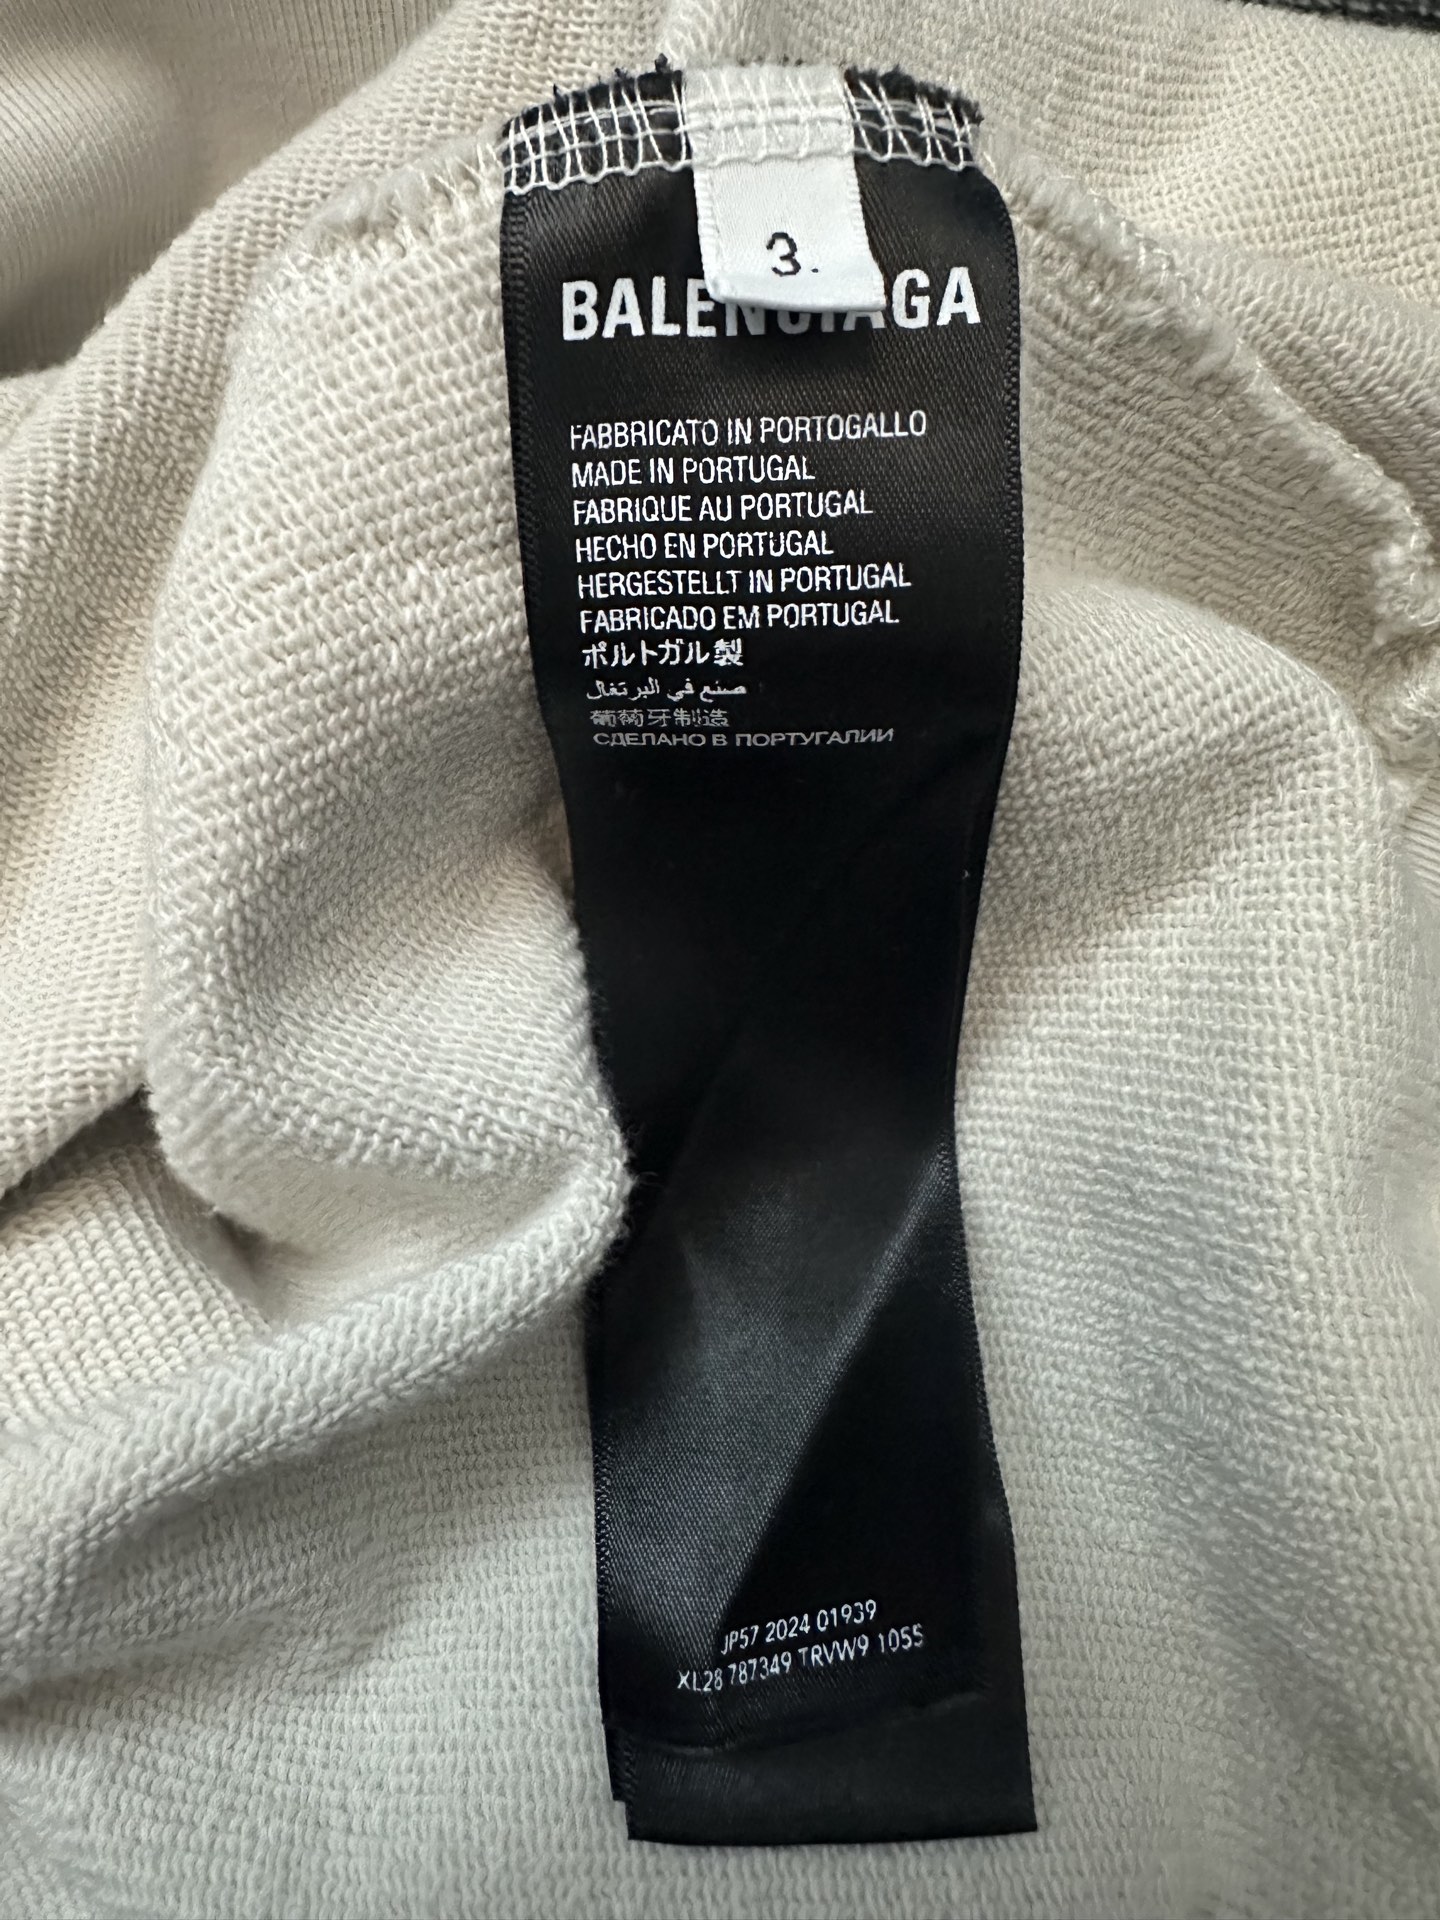 3.
BALENCIAGA
FABBRICATO IN PORTOGALLO
MADE IN PORTUGAL
FABRIQUE AU PORTUGAL
HECHO EN PORTUGAL
HERGESTELLT IN PORTUGAL
FABRICADO EM PORTUGAL
ポルトガル製
صنع في البرتغال
葡萄牙制造
СДЕЛАНО В ПОРТУГАЛИИ
JP57 2024 01939
XL28 787349 TRVW9 1055